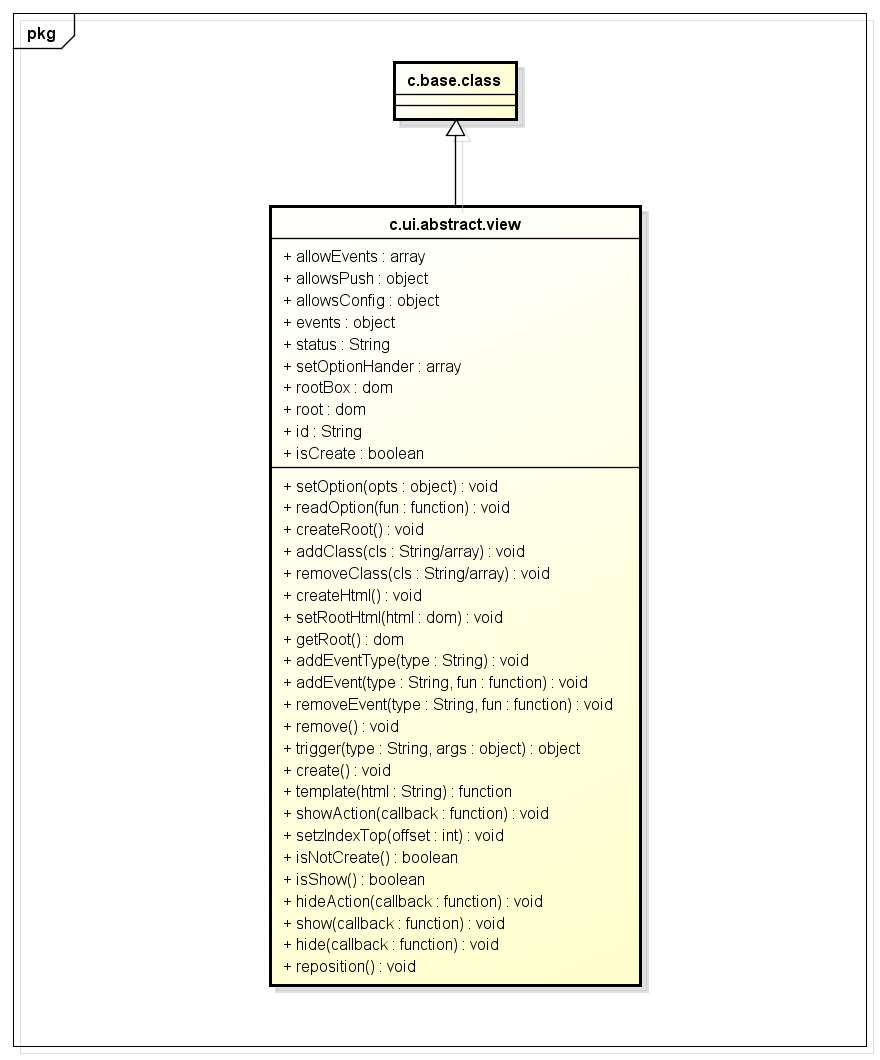 pkg
c.base.class
c.ui.abstract.view
+ allowEvents : array
+ allowsPush : object
+ allowsConfig : object
+ events : object
+ status : String
+ setOptionHander : array
+ rootBox : dom
+ root : dom
+ id : String
+ isCreate : boolean
+ setOption(opts : object) : void
+ readOption(fun : function) : void
+ createRoot() : void
+ addClass(cls : String/array) : void
+ removeClass(cls : String/array) : void
+ createHtml() : void
+ setRootHtml(html : dom) : void
+ getRoot() : dom
+ addEventType(type : String) : void
+ addEvent(type : String, fun : function) : void
+ removeEvent(type : String, fun : function) : void
+ remove() : void
+ trigger(type : String, args : object) : object
+ create() : void
+ template(html : String) : function
+ showAction(callback : function) : void
+ setzIndexTop(offset : int) : void
+ isNotCreate() : boolean
+ isShow() : boolean
+ hideAction(callback : function) : void
+ show(callback : function) : void
+ hide(callback : function) : void
+ reposition() : void